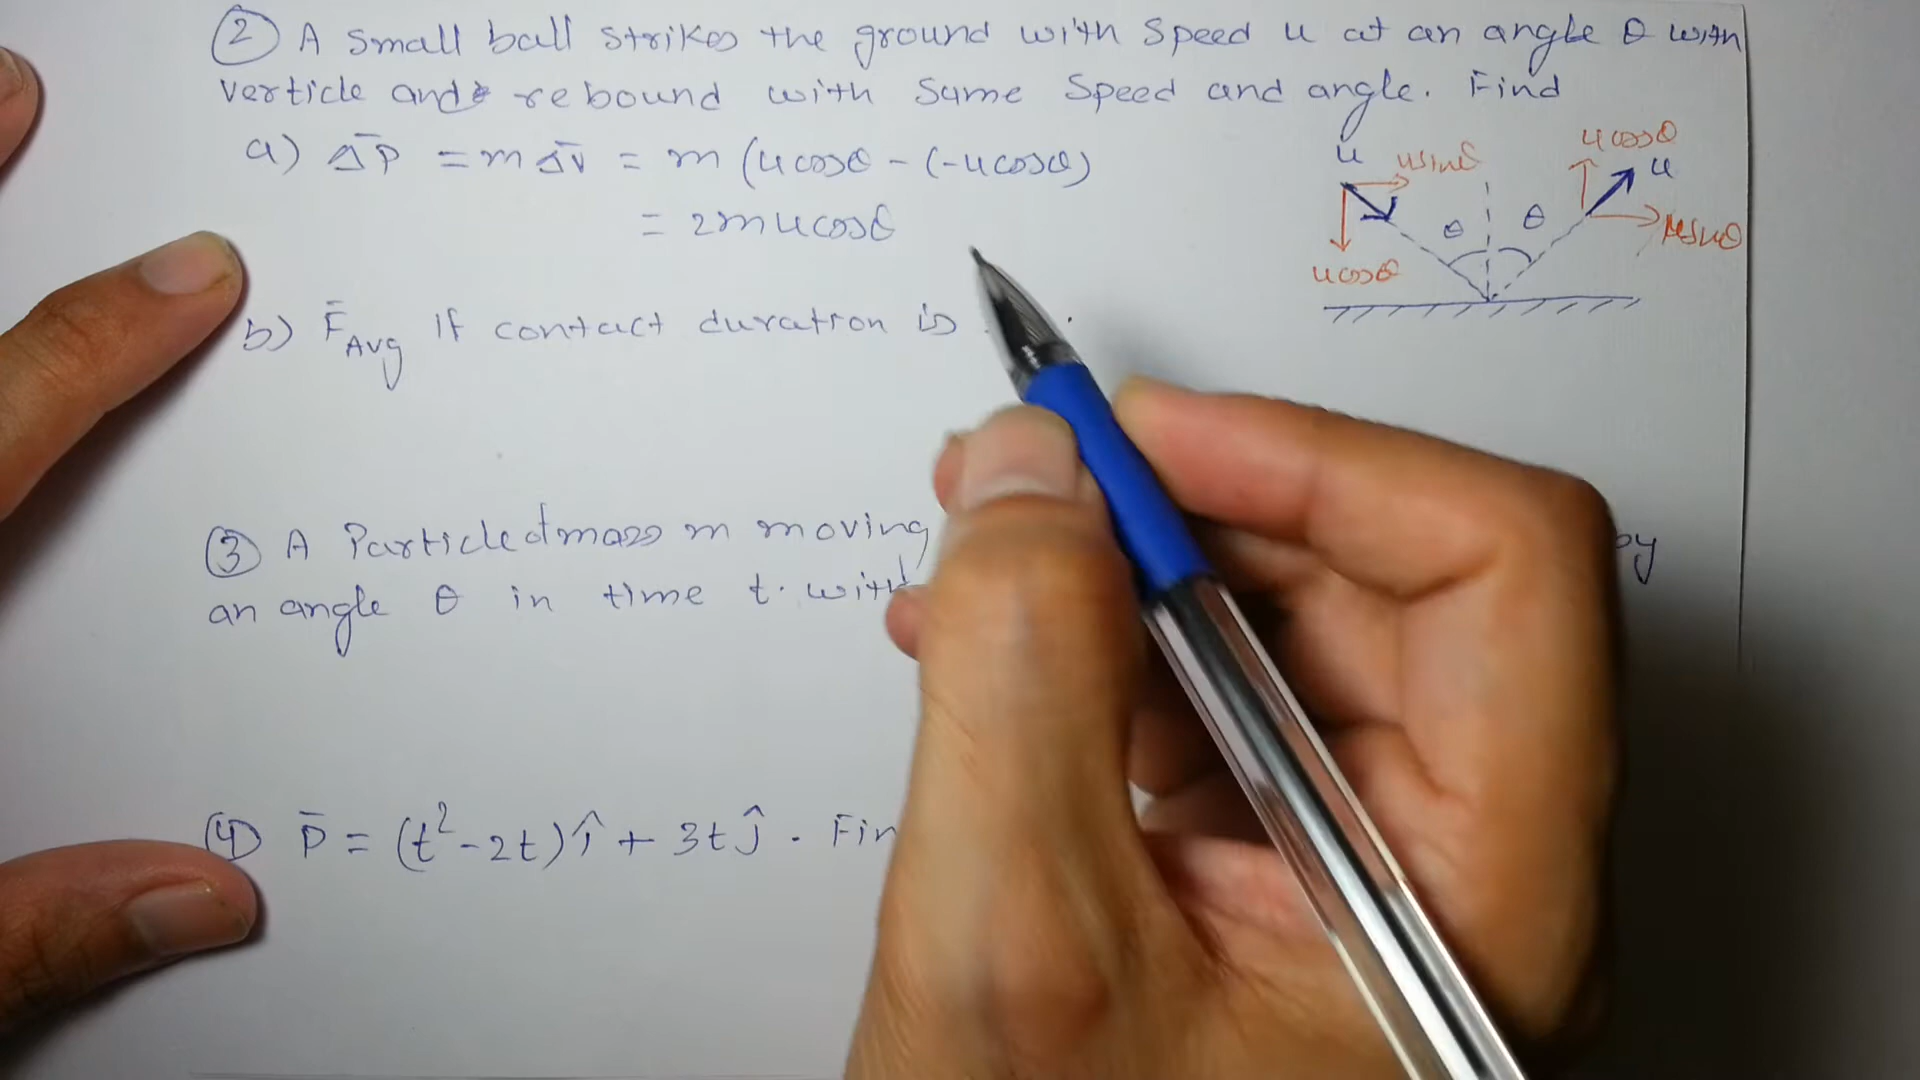 ② A small ball strikes the ground with speed u at an angle θ with
verticle and rebound with same speed and angle. Find
a) Δp̄ = mΔv̄ = m (ucosθ - (-ucosθ)
= 2mucosθ
u
usinθ
ucosθ
θ
θ
ucosθ
u
usinθ
b) F̄Avg if contact duration is
③ A Particle of mass m moving by
an angle θ in time t. with
④ p̄ = (t²-2t)î + 3tĵ.